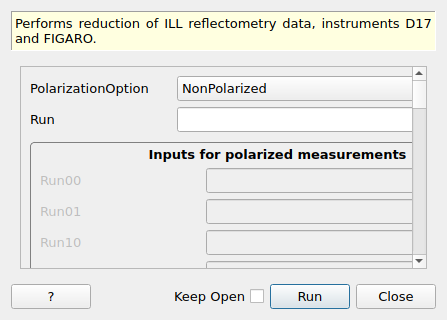 Performs reduction of ILL reflectometry data, instruments D17
and FIGARO.
PolarizationOption NonPolarized
Run
Inputs for polarized measurements
Run00
Run01
Run10
? Keep Open Run Close